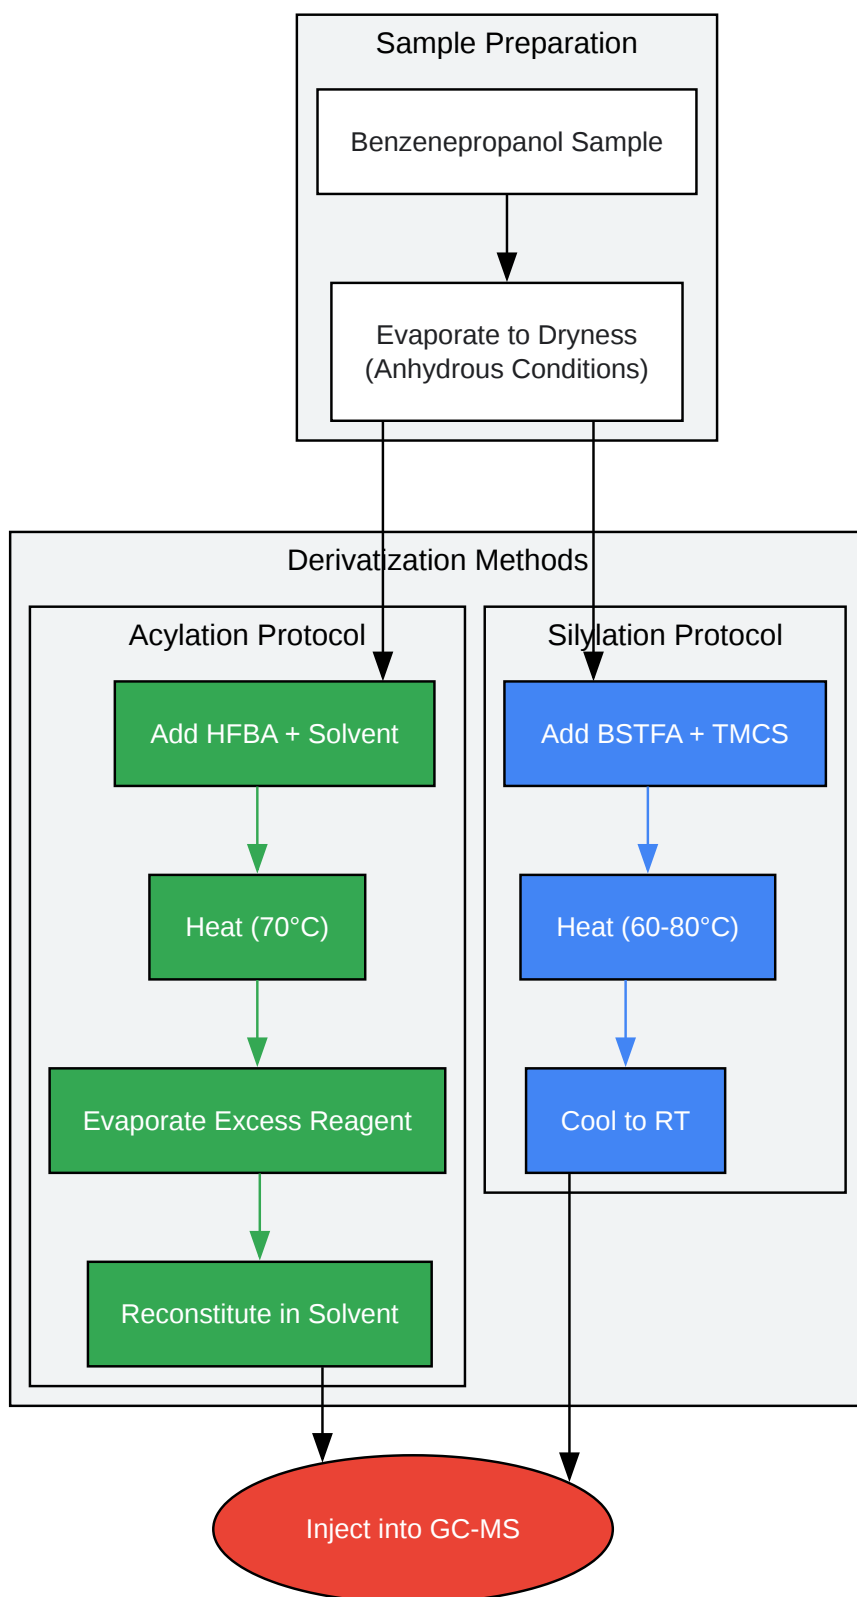 Sample Preparation
Benzenepropanol Sample
Evaporate to Dryness
(Anhydrous Conditions)
Derivatization Methods
Acylation Protocol
Add HFBA + Solvent
Heat (70°C)
Evaporate Excess Reagent
Reconstitute in Solvent
Silylation Protocol
Add BSTFA + TMCS
Heat (60-80°C)
Cool to RT
Inject into GC-MS